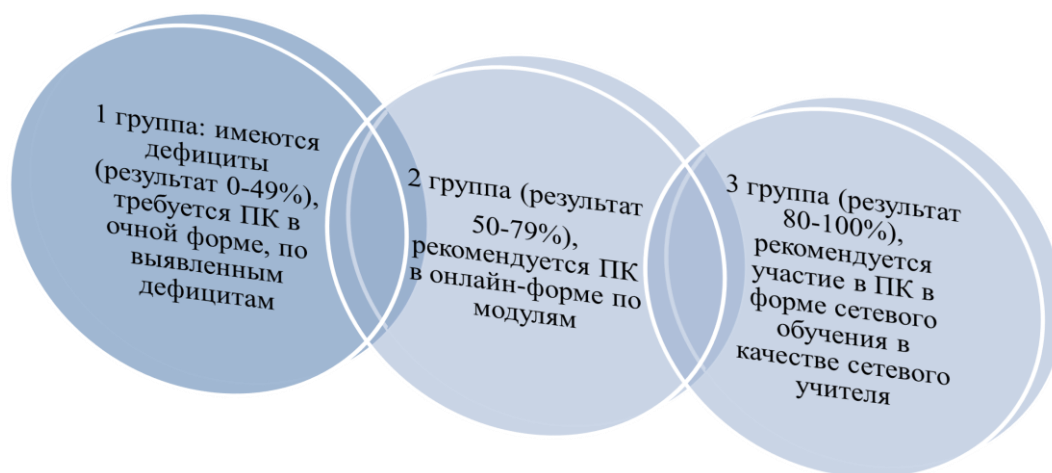 1 группа: имеются
дефициты
(результат 0-49%),
требуется ПК в
очной форме, по
выявленным
дефицитам
2 группа (результат
50-79%),
рекомендуется ПК
в онлайн-форме по
модулям
3 группа (результат
80-100%),
рекомендуется
участие в ПК в
форме сетевого
обучения в
качестве сетевого
учителя